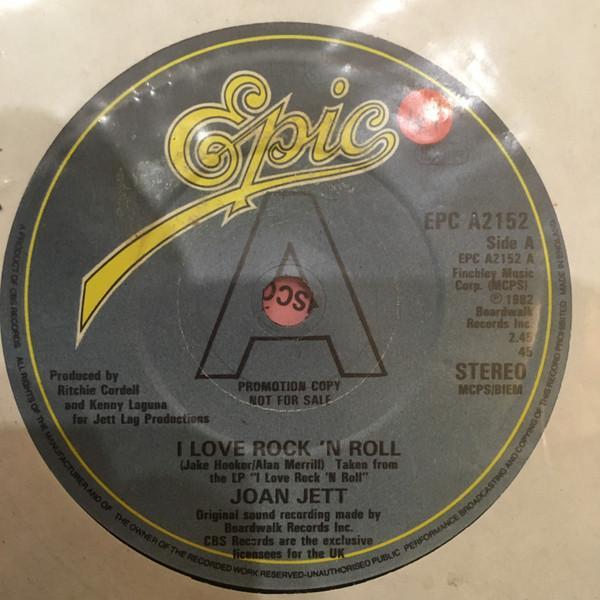 Epic
A
EPC A2152
Side A
EPC A2152 A
Finchley Music
Corp. (MCPS)
℗ 1982
Boardwalk
Records Inc.
2.45
45
STEREO
MCPS/BIEM
Produced by
Ritchie Cordell
and Kenny Laguna
for Jett Lag Productions
PROMOTION COPY
NOT FOR SALE
I LOVE ROCK 'N ROLL
(Jake Hooker/Alan Merrill) Taken from
the LP "I Love Rock 'N Roll"
JOAN JETT
Original sound recording made by
Boardwalk Records Inc.
CBS Records are the exclusive
licensees for the UK
A PRODUCT OF CBS RECORDS. ALL RIGHTS OF THE MANUFACTURER AND OF THE OWNER OF THE RECORDED WORK RESERVED-UNAUTHORISED PUBLIC PERFORMANCE BROADCASTING AND COPYING OF THIS RECORD PROHIBITED MADE IN ENGLAND